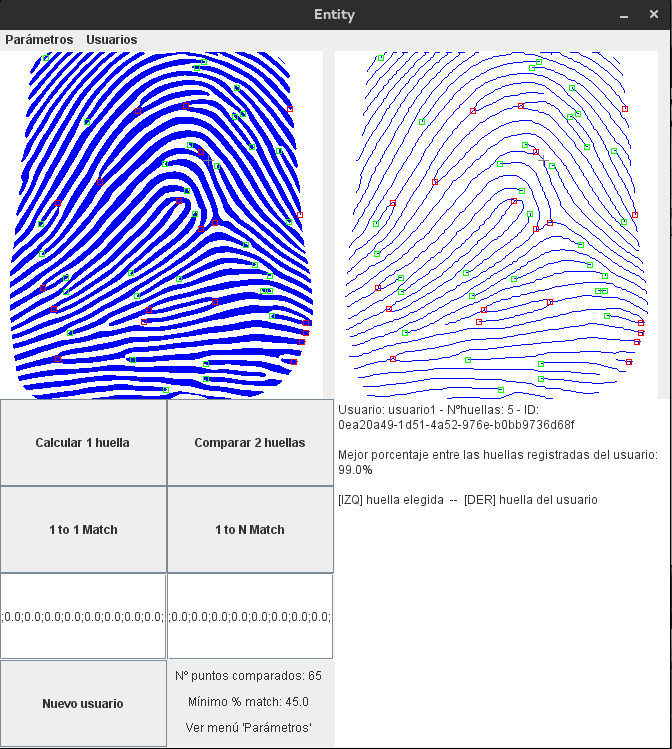 Entity
Parámetros Usuarios
Usuario: usuario1 - Nºhuellas: 5 - ID:
0ea20a49-1d51-4a52-976e-b0bb9736d68f
Mejor porcentaje entre las huellas registradas del usuario:
99.0%
[IZQ] huella elegida -- [DER] huella del usuario
Calcular 1 huella
Comparar 2 huellas
1 to 1 Match
1 to N Match
;0.0;0.0;0.0;0.0;0.0;0.0;0.0;0.0;
;0.0;0.0;0.0;0.0;0.0;0.0;0.0;0.0;
Nuevo usuario
Nº puntos comparados: 65
Mínimo % match: 45.0
Ver menú 'Parámetros'